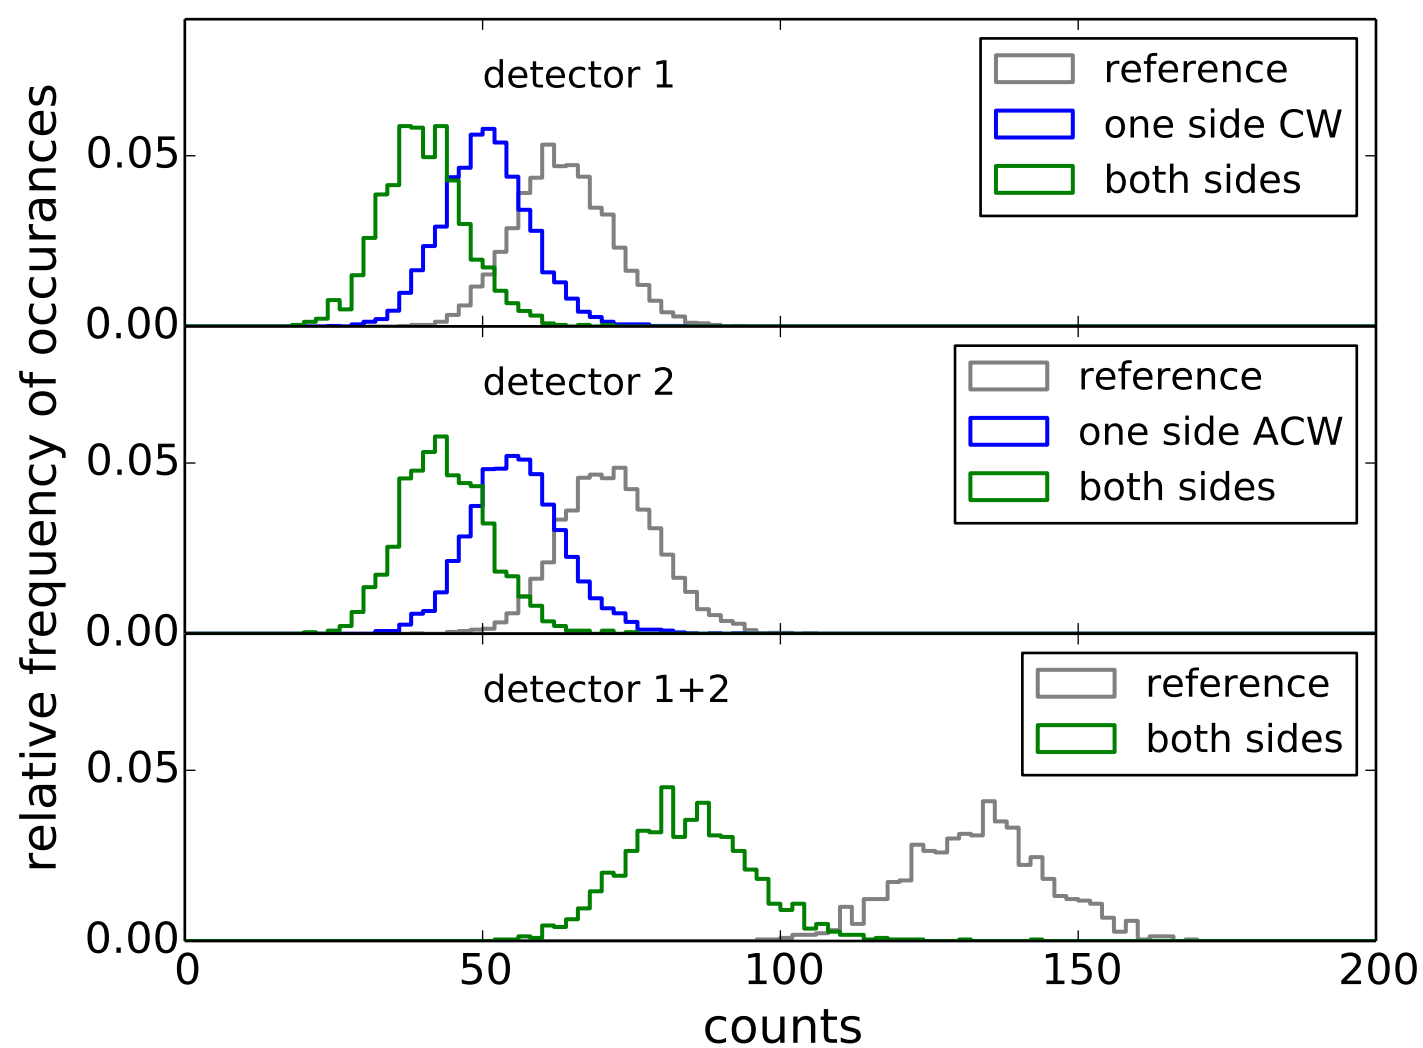 relative frequency of occurances
detector 1
reference
one side CW
both sides
0.05
0.00
detector 2
reference
one side ACW
both sides
0.05
0.00
detector 1+2
reference
both sides
0.05
0.00
0 50 100 150 200
counts